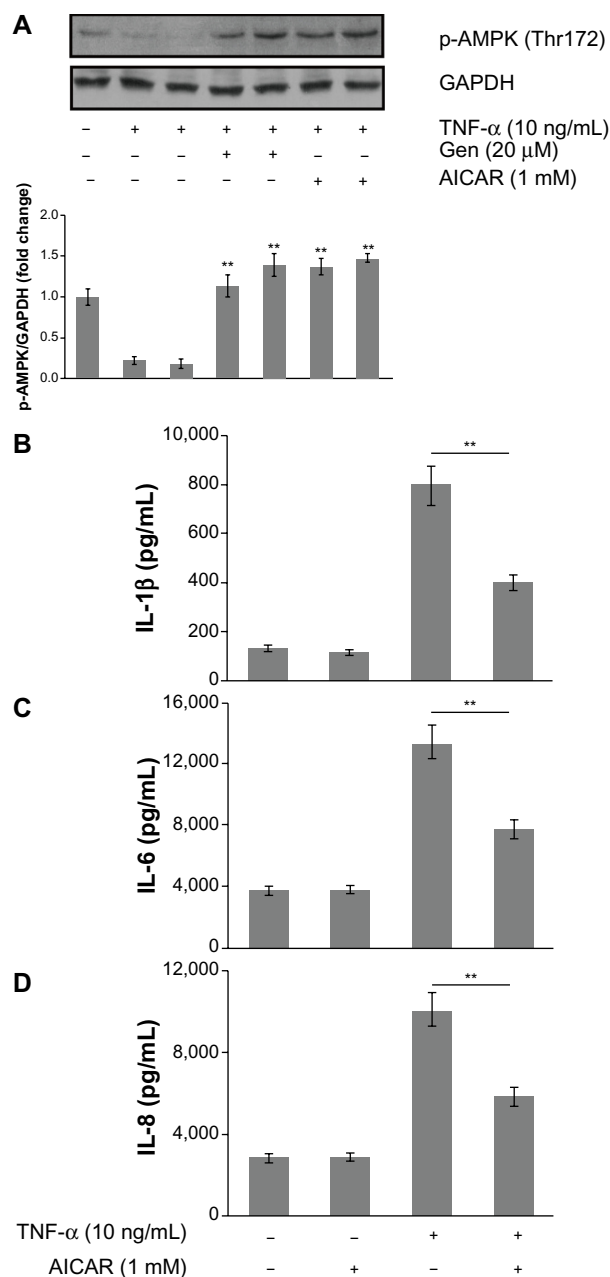 A
p-AMPK (Thr172)
GAPDH
– + + + + + + TNF-α (10 ng/mL)
– – – + + – – Gen (20 μM)
– – – – – + + AICAR (1 mM)
p-AMPK/GAPDH (fold change)
2.0
1.5
1.0
0.5
0.0
** ** ** **
B
IL-1β (pg/mL)
10,000
800
600
400
200
0
**
C
IL-6 (pg/mL)
16,000
12,000
8,000
4,000
0
**
D
IL-8 (pg/mL)
12,000
8,000
4,000
0
**
TNF-α (10 ng/mL) – – + +
AICAR (1 mM) – + – +